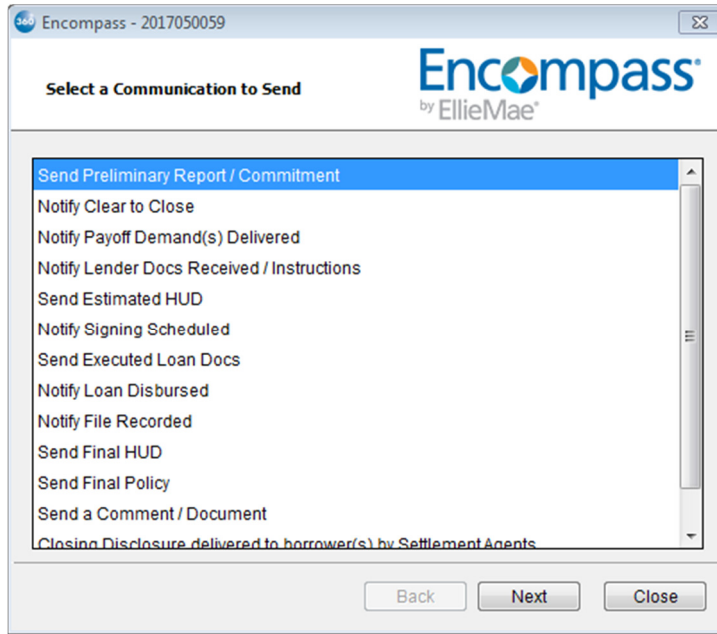 360 Encompass - 2017050059
Select a Communication to Send
Encompass®
by EllieMae®
Send Preliminary Report / Commitment
Notify Clear to Close
Notify Payoff Demand(s) Delivered
Notify Lender Docs Received / Instructions
Send Estimated HUD
Notify Signing Scheduled
Send Executed Loan Docs
Notify Loan Disbursed
Notify File Recorded
Send Final HUD
Send Final Policy
Send a Comment / Document
Closing Disclosure delivered to borrower(s) by Settlement Agents
Back Next Close